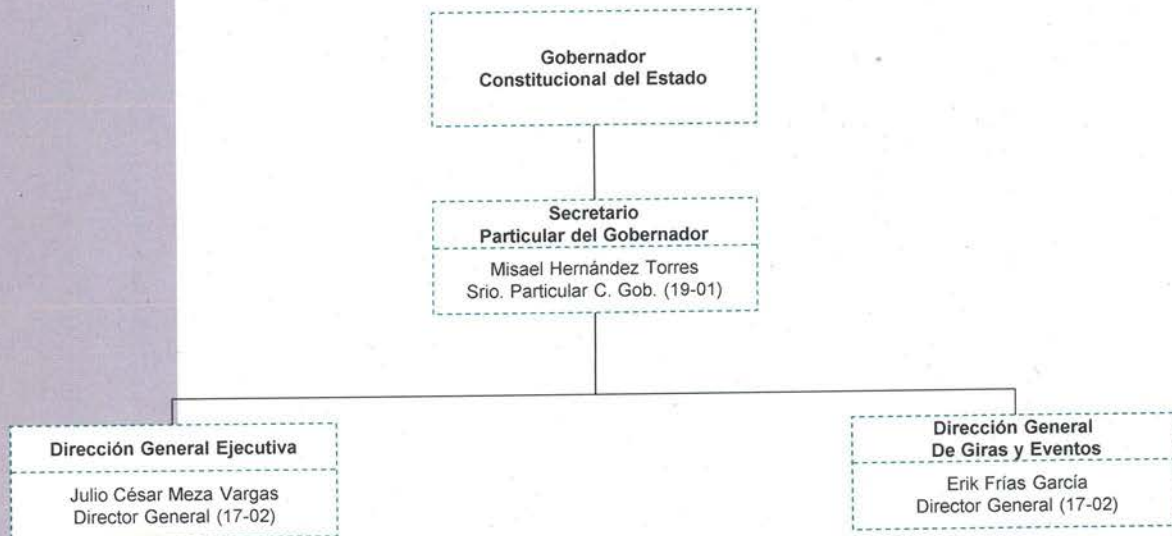 Gobernador
Constitucional del Estado
Secretario
Particular del Gobernador
Misael Hernández Torres
Srio. Particular C. Gob. (19-01)
Dirección General Ejecutiva
Julio César Meza Vargas
Director General (17-02)
Dirección General
De Giras y Eventos
Erik Frías García
Director General (17-02)